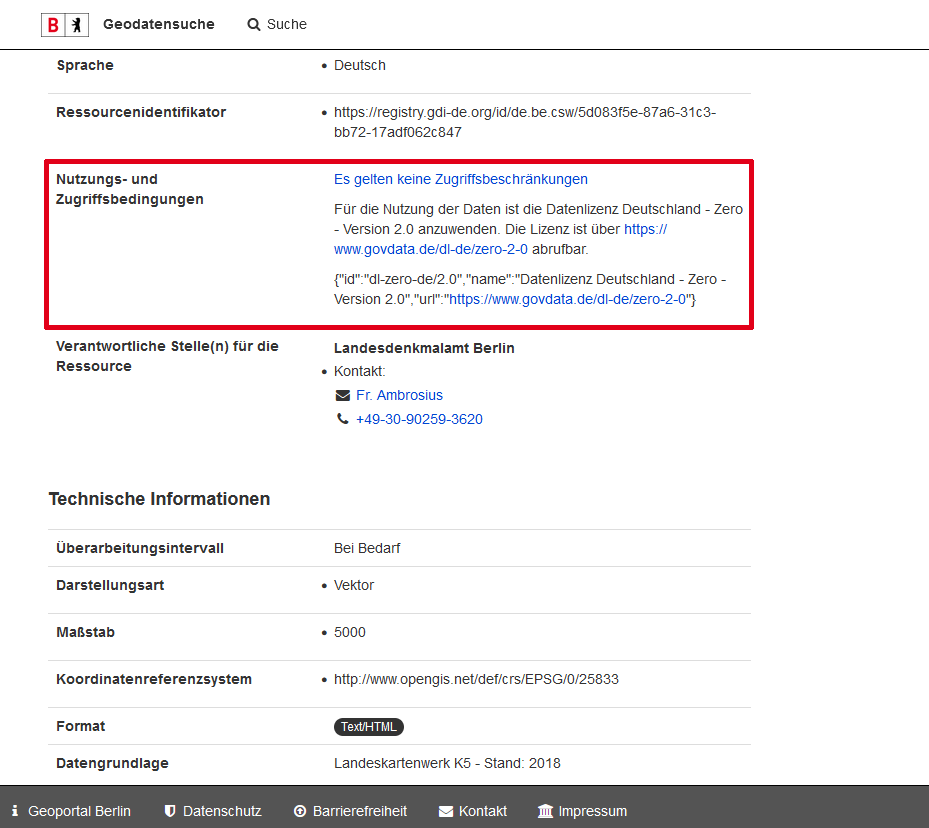 B Geodatensuche Suche
Sprache
• Deutsch
Ressourcenidentifikator
• https://registry.gdi-de.org/id/de.be.csw/5d083f5e-87a6-31c3-
bb72-17adf062c847
Nutzungs- und
Zugriffsbedingungen
Es gelten keine Zugriffsbeschränkungen
Für die Nutzung der Daten ist die Datenlizenz Deutschland - Zero
- Version 2.0 anzuwenden. Die Lizenz ist über https://
www.govdata.de/dl-de/zero-2-0 abrufbar.
{"id":"dl-zero-de/2.0","name":"Datenlizenz Deutschland - Zero -
Version 2.0","url":"https://www.govdata.de/dl-de/zero-2-0"}
Verantwortliche Stelle(n) für die
Ressource
Landesdenkmalamt Berlin
• Kontakt:
Fr. Ambrosius
+49-30-90259-3620
Technische Informationen
Überarbeitungsintervall
Bei Bedarf
Darstellungsart
• Vektor
Maßstab
• 5000
Koordinatenreferenzsystem
• http://www.opengis.net/def/crs/EPSG/0/25833
Format
Text/HTML
Datengrundlage
Landeskartenwerk K5 - Stand: 2018
Geoportal Berlin Datenschutz Barrierefreiheit Kontakt Impressum